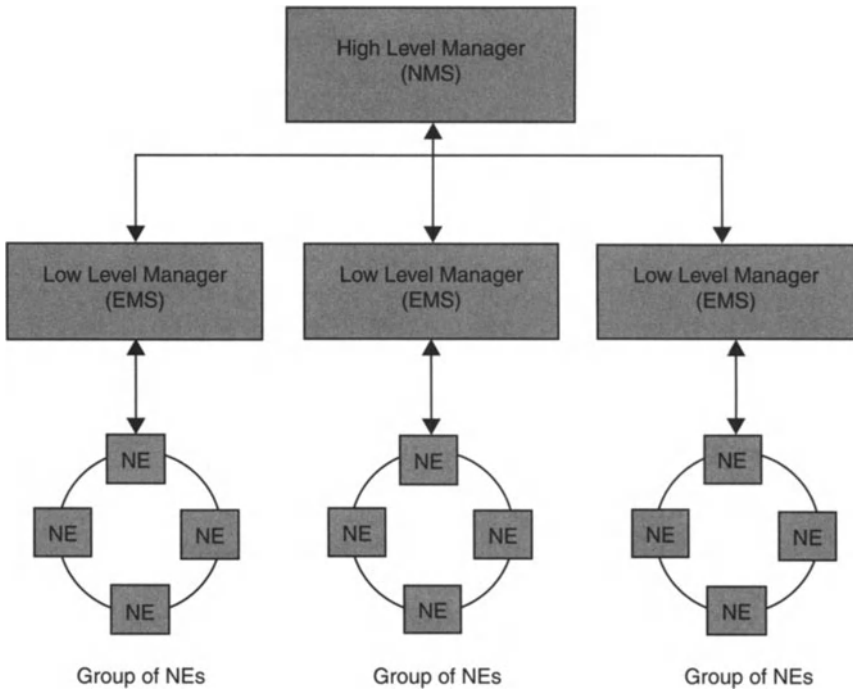 High Level Manager
(NMS)
Low Level Manager
(EMS)
Low Level Manager
(EMS)
Low Level Manager
(EMS)
NE
NE
NE
NE
NE
NE
NE
NE
NE
NE
NE
NE
Group of NEs
Group of NEs
Group of NEs